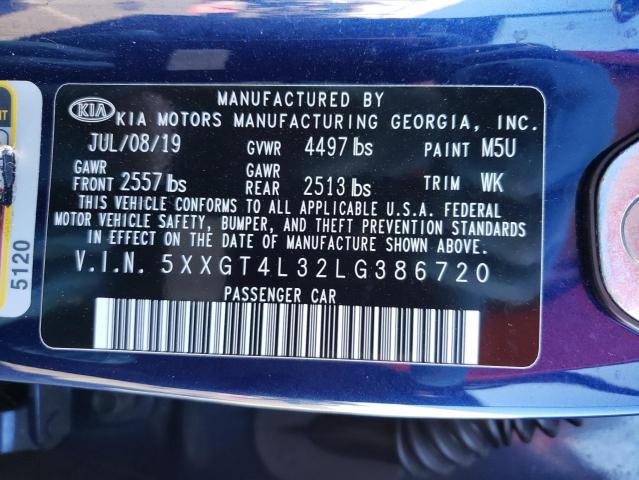 MANUFACTURED BY
KIA KIA MOTORS MANUFACTURING GEORGIA, INC.
JUL/08/19 GVWR 4497 lbs PAINT M5U
GAWR FRONT 2557 lbs GAWR REAR 2513 lbs TRIM WK
THIS VEHICLE CONFORMS TO ALL APPLICABLE U.S.A. FEDERAL
MOTOR VEHICLE SAFETY, BUMPER, AND THEFT PREVENTION STANDARDS
IN EFFECT ON THE DATE OF MANUFACTURE SHOWN ABOVE.
V.I.N. 5XXGT4L32LG386720
PASSENGER CAR
5120